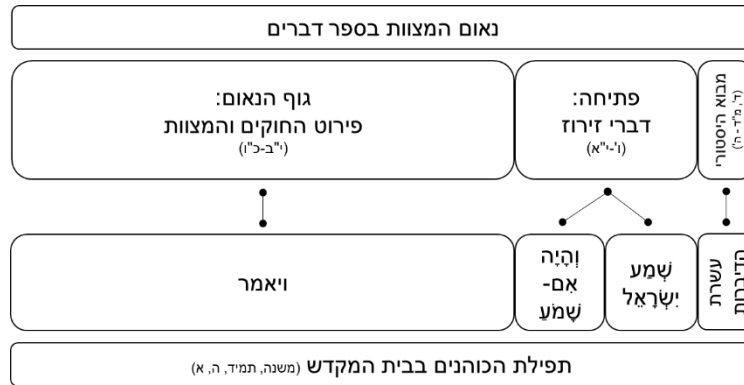 נאום המצוות בספר דברים
מבוא היסטורי
(ד', מ"ד - ה')
פתיחה:
דברי זירוז
(ו'-י"א)
גוף הנאום:
פירוט החוקים והמצוות
(י"ב-כ"ו)
עשרת
הדיברות
שְׁמַע
יִשְׂרָאֵל
וְהָיָה
אִם-
שָׁמֹעַ
ויאמר
תפילת הכוהנים בבית המקדש (משנה, תמיד, ה, א)